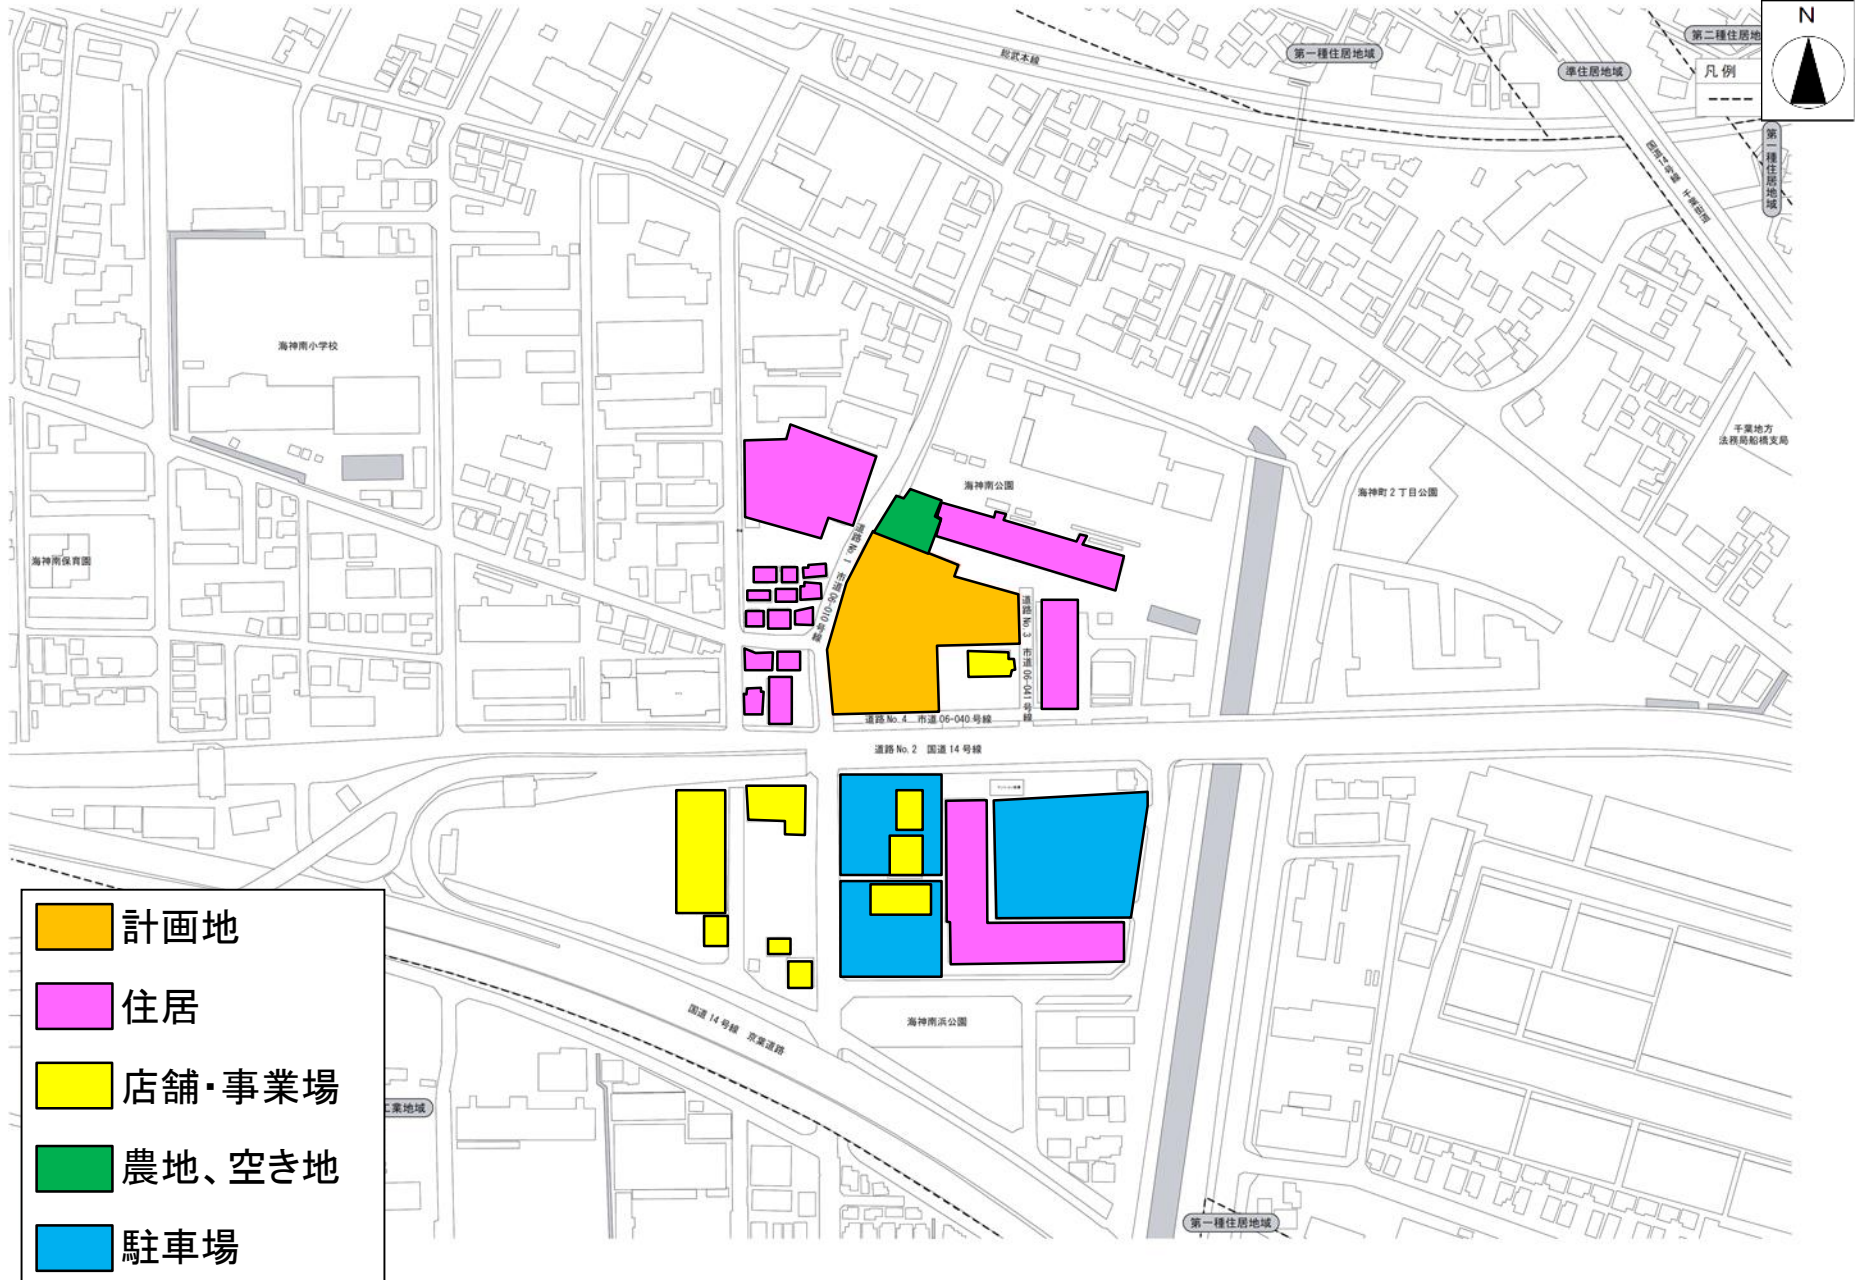 N
第二種住居地
第一種住居地域
総武本線
準住居地域
凡例
第一種住居地域
国道14号線 千葉街道
海神南小学校
千葉地方
法務局船橋支局
海神南公園
海神町2丁目公園
海神南保育園
道路No.1 市道06-010号線
道路No.3 市道06-041号線
道路No.4 市道06-040号線
道路No.2 国道14号線
計画地
住居
店舗・事業場
農地、空き地
駐車場
国道14号線 京葉道路
海神南浜公園
工業地域
第一種住居地域